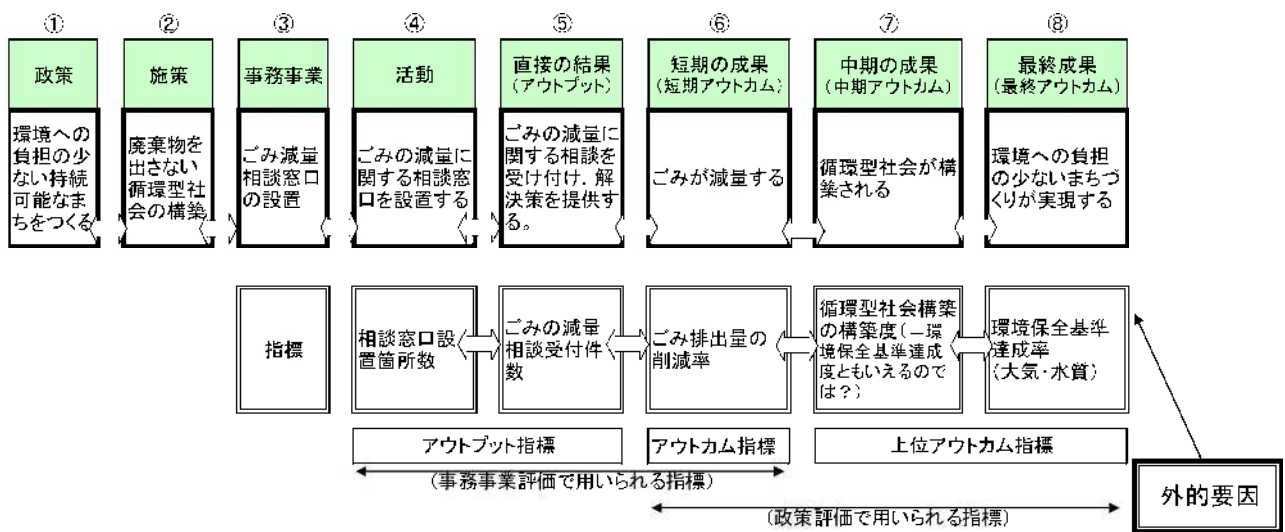 ①
②
③
④
⑤
⑥
⑦
⑧
政策
施策
事務事業
活動
直接の結果
(アウトプット)
短期の成果
(短期アウトカム)
中期の成果
(中期アウトカム)
最終成果
(最終アウトカム)
環境への
負担の少
ない持続
可能なま
ちをつくる
廃棄物を
出さない
循環型社
会の構築
ごみ減量
相談窓口
の設置
ごみの減量に
関する相談窓
口を設置する
ごみの減量に
関する相談を
受け付け、解
決策を提供す
る。
ごみが減量する
循環型社会が構
築される
環境への負担
の少ないまちづ
くりが実現する
指標
相談窓口設
置箇所数
ごみの減量
相談受付件
数
ごみ排出量の
削減率
循環型社会構築
の構築度(=環
境保全基準達成
度ともいえるので
は?)
環境保全基準
達成率
(大気・水質)
アウトプット指標
アウトカム指標
上位アウトカム指標
(事務事業評価で用いられる指標)
(政策評価で用いられる指標)
外的要因